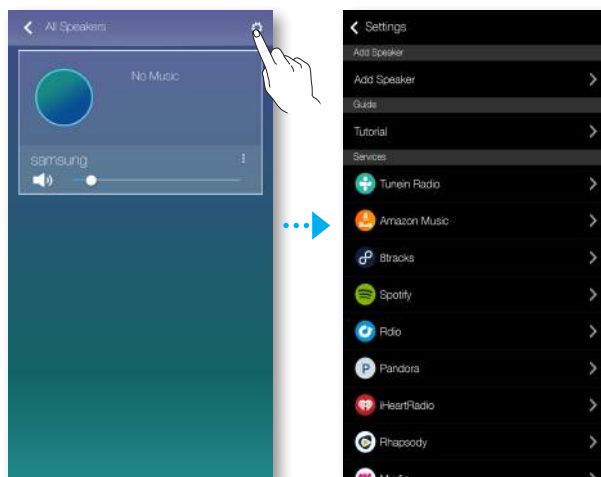 All Speakers
No Music
samsung
Settings
Add Speaker
Add Speaker
Guide
Tutorial
Services
Tunein Radio
Amazon Music
8tracks
Spotify
Rdio
P Pandora
iHeartRadio
Rhapsody